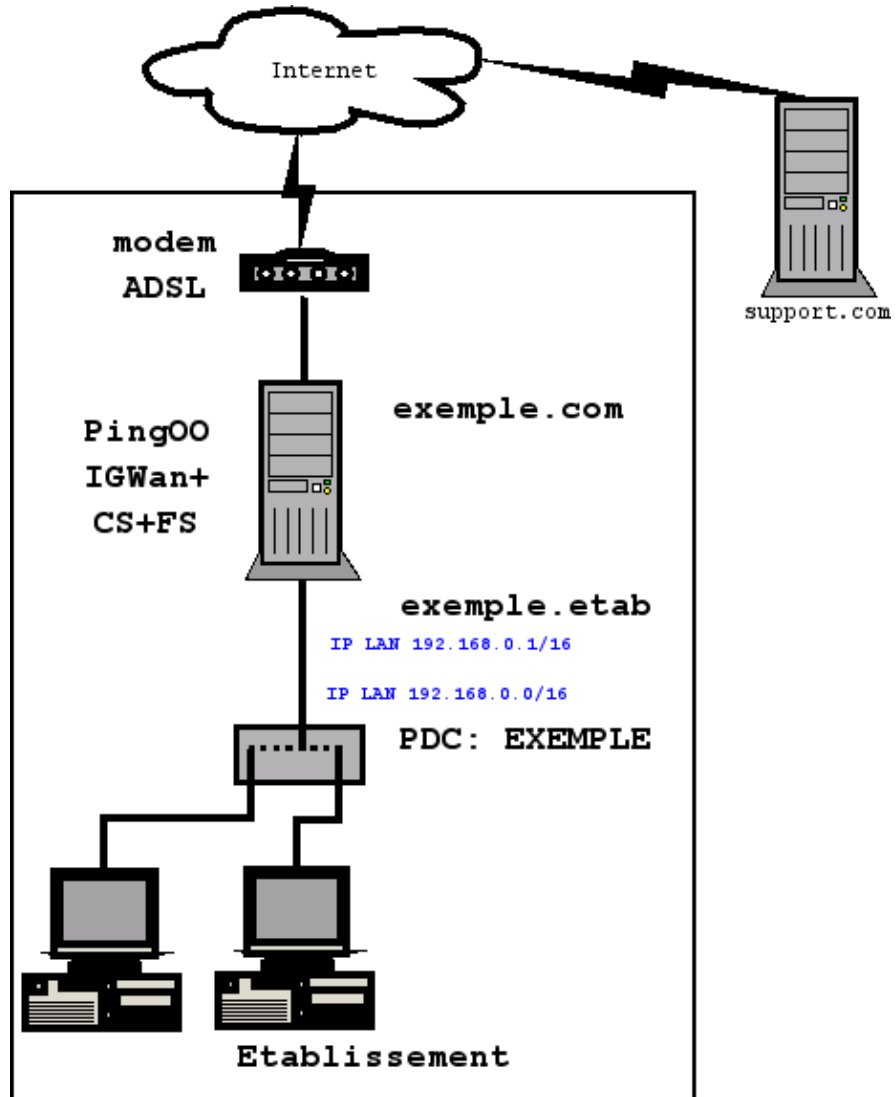 Internet
support.com
modem
ADSL
exemple.com
PingOO
IGWan+
CS+FS
exemple.etab
IP LAN 192.168.0.1/16
IP LAN 192.168.0.0/16
PDC: EXEMPLE
Etablissement